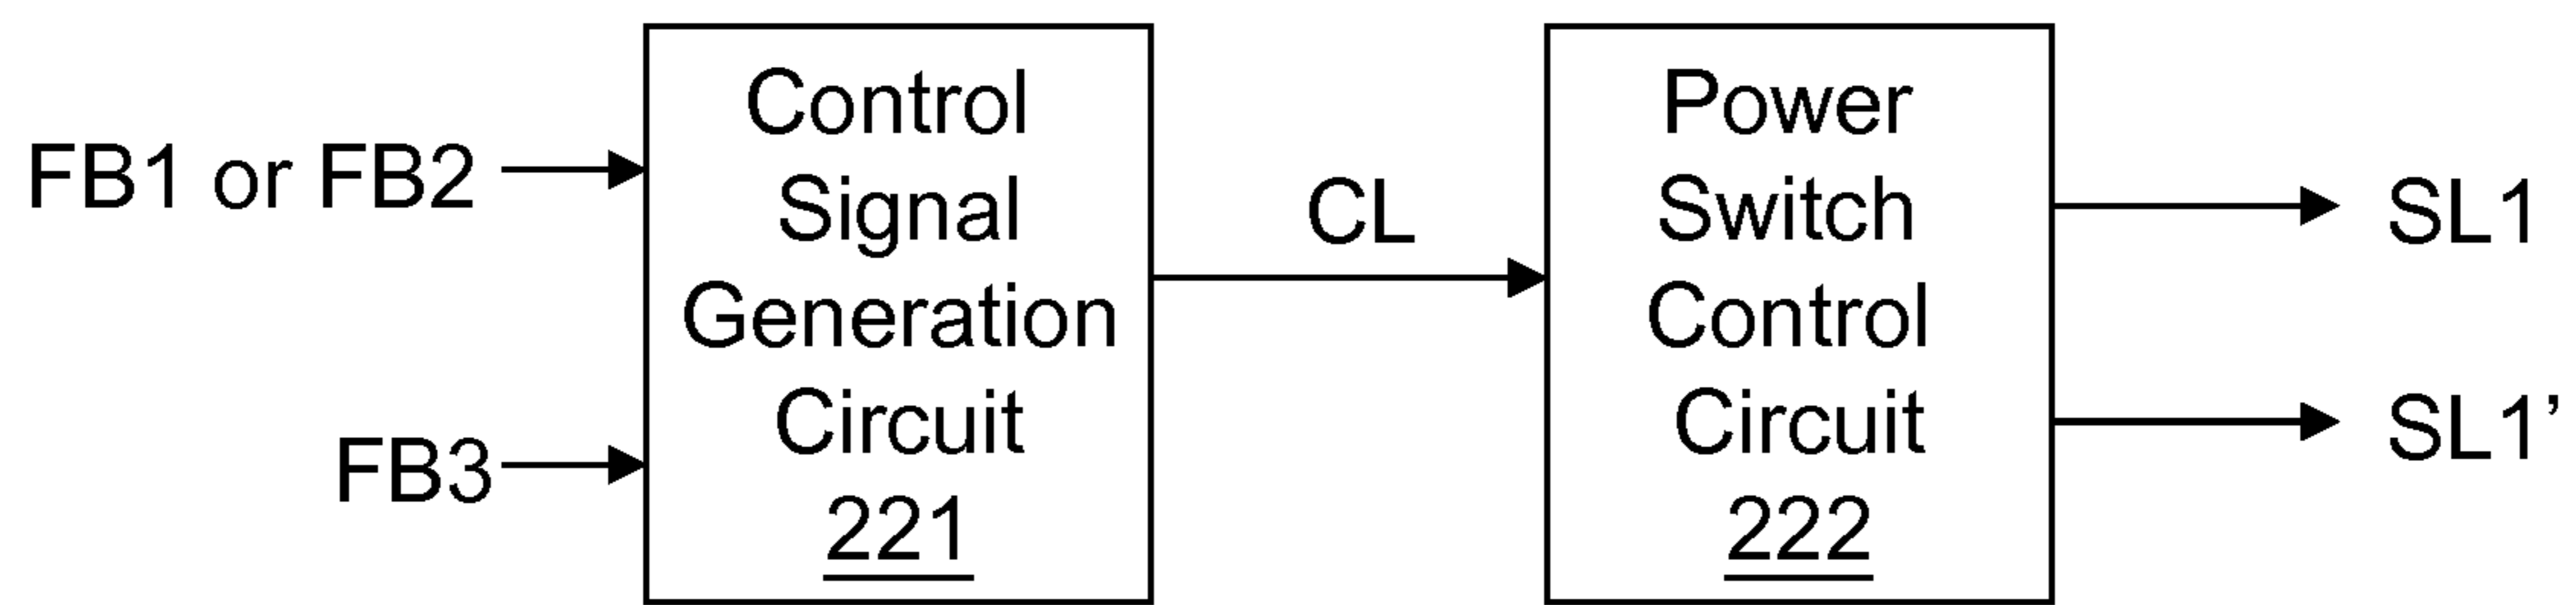 FB1 or FB2
FB3
Control
Signal
Generation
Circuit
221
CL
Power
Switch
Control
Circuit
222
SL1
SL1’